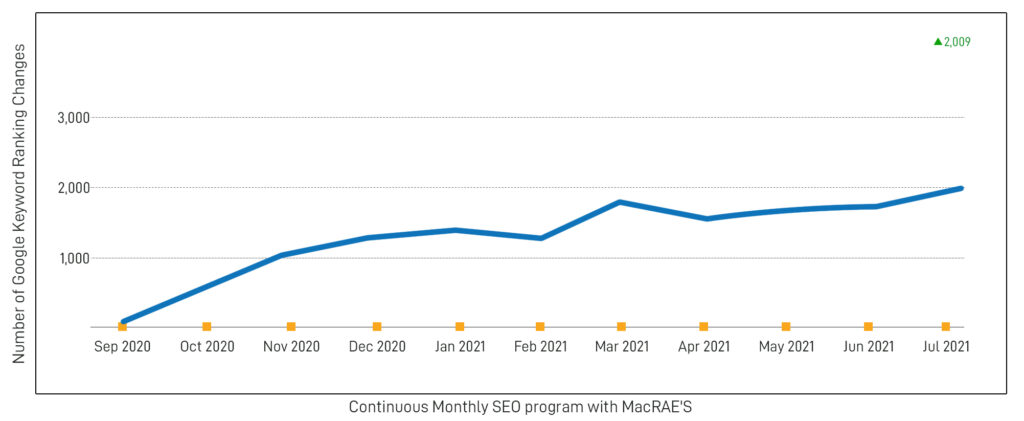 ▲2,009
Number of Google Keyword Ranking Changes
3,000
2,000
1,000
Sep 2020 Oct 2020 Nov 2020 Dec 2020 Jan 2021 Feb 2021 Mar 2021 Apr 2021 May 2021 Jun 2021 Jul 2021
Continuous Monthly SEO program with MacRAE'S